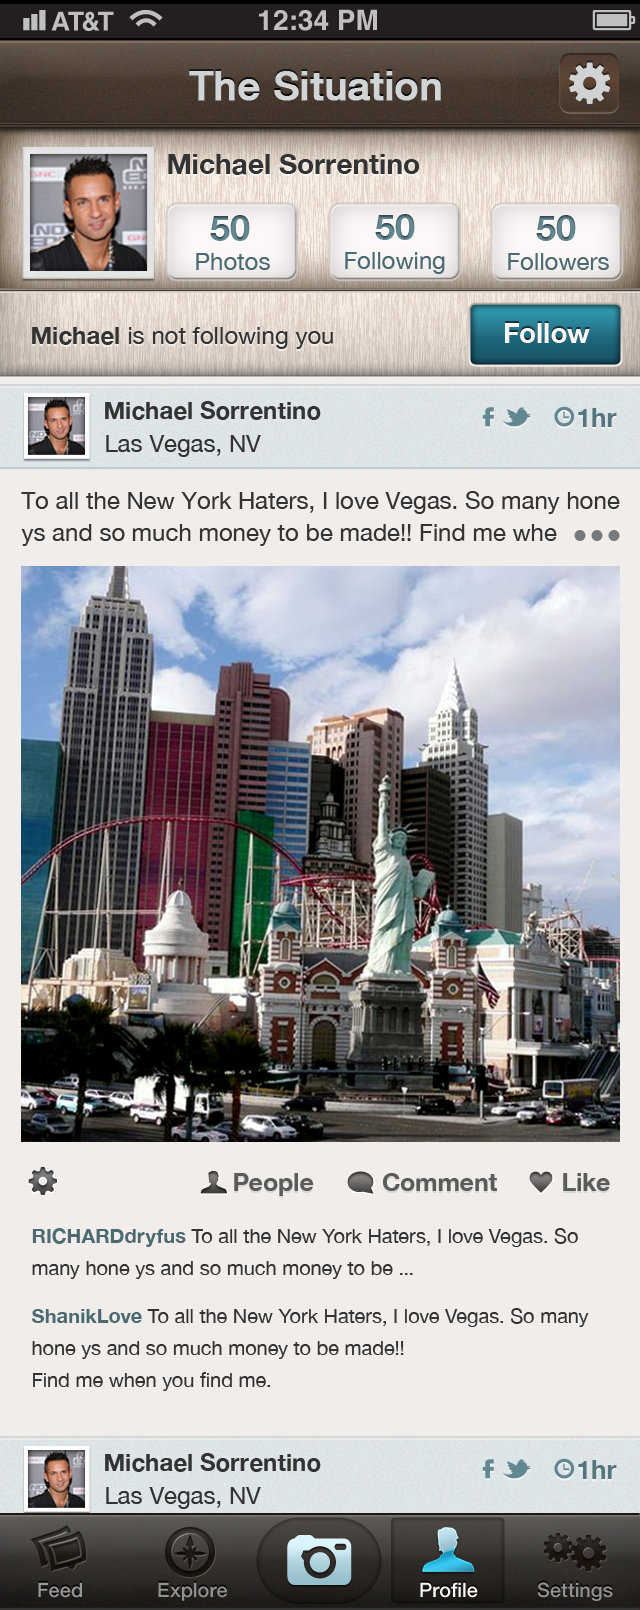 AT&T 12:34 PM
The Situation
Michael Sorrentino
50 50 50
Photos Following Followers
Michael is not following you Follow
Michael Sorrentino 1hr
Las Vegas, NV
To all the New York Haters, I love Vegas. So many hone
ys and so much money to be made!! Find me whe
People Comment Like
RICHARDdryfus To all the New York Haters, I love Vegas. So
many hone ys and so much money to be ...
ShanikLove To all the New York Haters, I love Vegas. So many
hone ys and so much money to be made!!
Find me when you find me.
Michael Sorrentino 1hr
Las Vegas, NV
Feed Explore Profile Settings